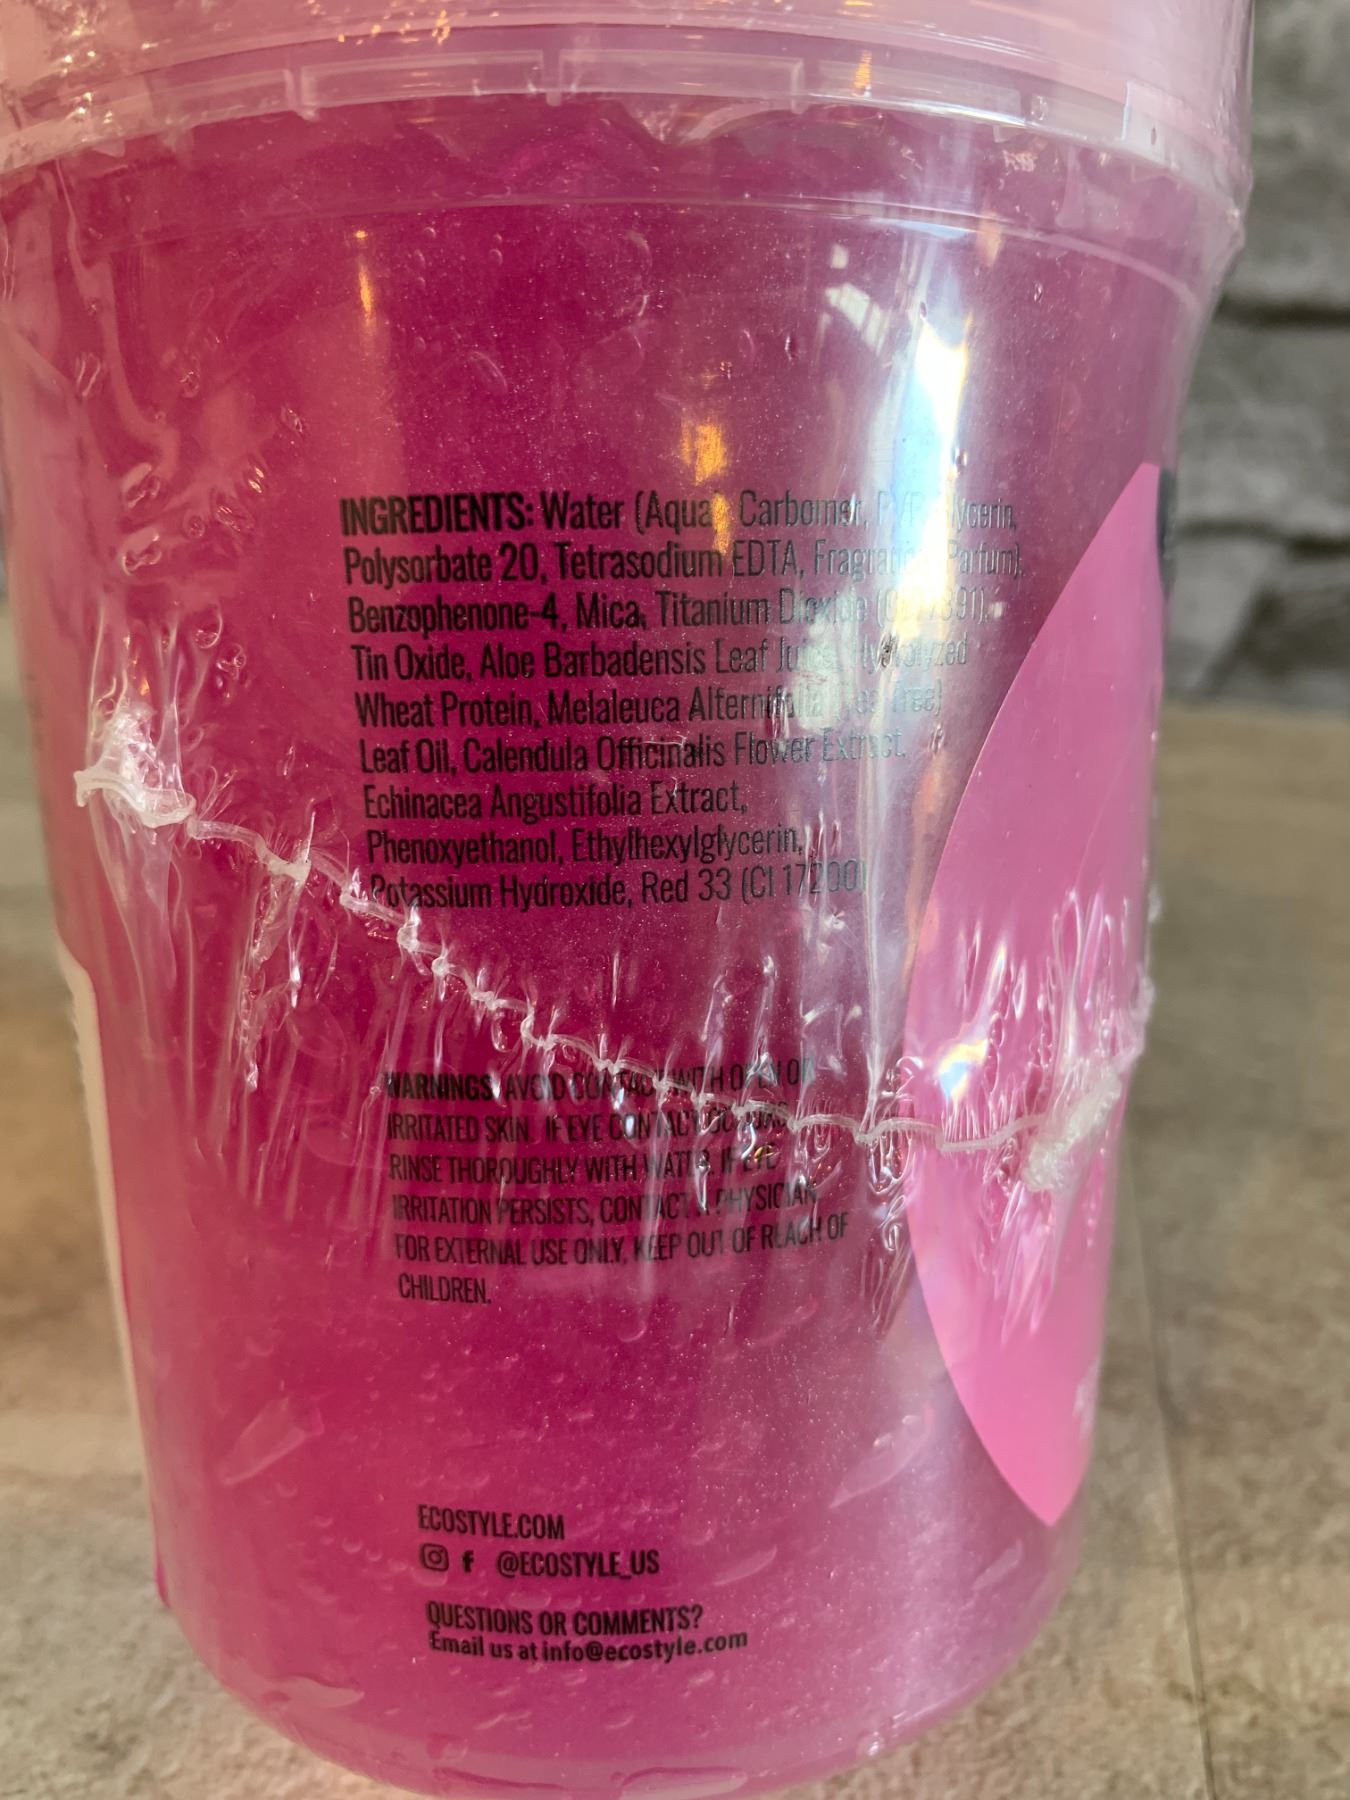 INGREDIENTS: Water (Aqua), Carbomer, PVP, Glycerin,
Polysorbate 20, Tetrasodium EDTA, Fragrance (Parfum),
Benzophenone-4, Mica, Titanium Dioxide (CI 77891),
Tin Oxide, Aloe Barbadensis Leaf Juice, Hydrolyzed
Wheat Protein, Melaleuca Alternifolia (Tea Tree)
Leaf Oil, Calendula Officinalis Flower Extract,
Echinacea Angustifolia Extract,
Phenoxyethanol, Ethylhexylglycerin,
Potassium Hydroxide, Red 33 (CI 17200)
WARNINGS: AVOID CONTACT WITH OPEN OR
IRRITATED SKIN. IF EYE CONTACT OCCURS,
RINSE THOROUGHLY WITH WATER. IF EYE
IRRITATION PERSISTS, CONTACT A PHYSICIAN.
FOR EXTERNAL USE ONLY. KEEP OUT OF REACH OF
CHILDREN.
ECOSTYLE.COM
@ECOSTYLE_US
QUESTIONS OR COMMENTS?
Email us at info@ecostyle.com